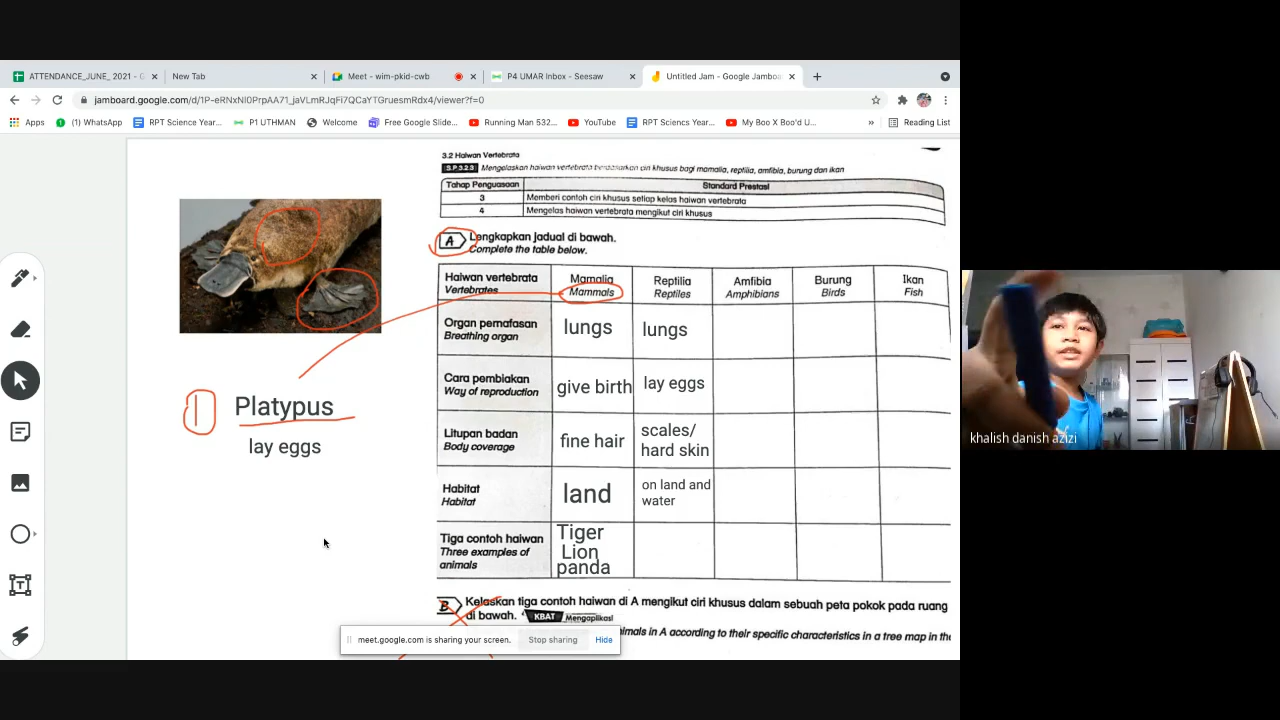 ATTENDANCE_JUNE_ 2021 - G
New Tab
Meet - wim-pkid-cwb
P4 UMAR Inbox - Seesaw
Untitled Jam - Google Jamboa
jamboard.google.com/d/1P-eRNxNl0PrpAA71_jaVLmRJqFi7QCaYTGruesmRdx4/viewer?f=0
Apps
(1) WhatsApp
RPT Science Year...
P1 UTHMAN
Welcome
Free Google Slide...
Running Man 532...
YouTube
RPT Sciencs Year...
My Boo X Boo'd U...
»
Reading List
3.2 Haiwan Vertebrata
S.P.3.2.3 Mengelaskan haiwan vertebrata berdasarkan ciri khusus bagi mamalia, reptilia, amfibia, burung dan ikan
Tahap Penguasaan
Standard Prestasi
3
Memberi contoh ciri khusus setiap kelas haiwan vertebrata
4
Mengelas haiwan vertebrata mengikut ciri khusus
A
Lengkapkan jadual di bawah.
Complete the table below.
Haiwan vertebrata
Vertebrates
Mamalia
Mammals
Reptilia
Reptiles
Amfibia
Amphibians
Burung
Birds
Ikan
Fish
Organ pernafasan
Breathing organ
lungs
lungs
Cara pembiakan
Way of reproduction
give birth
lay eggs
Litupan badan
Body coverage
fine hair
scales/
hard skin
Habitat
Habitat
land
on land and
water
Tiga contoh haiwan
Three examples of
animals
Tiger
Lion
panda
1
Platypus
lay eggs
B
Kelaskan tiga contoh haiwan di A mengikut ciri khusus dalam sebuah peta pokok pada ruang
di bawah. KBAT Mengaplikasi
imals in A according to their specific characteristics in a tree map in the
meet.google.com is sharing your screen.
Stop sharing
Hide
khalish danish azizi